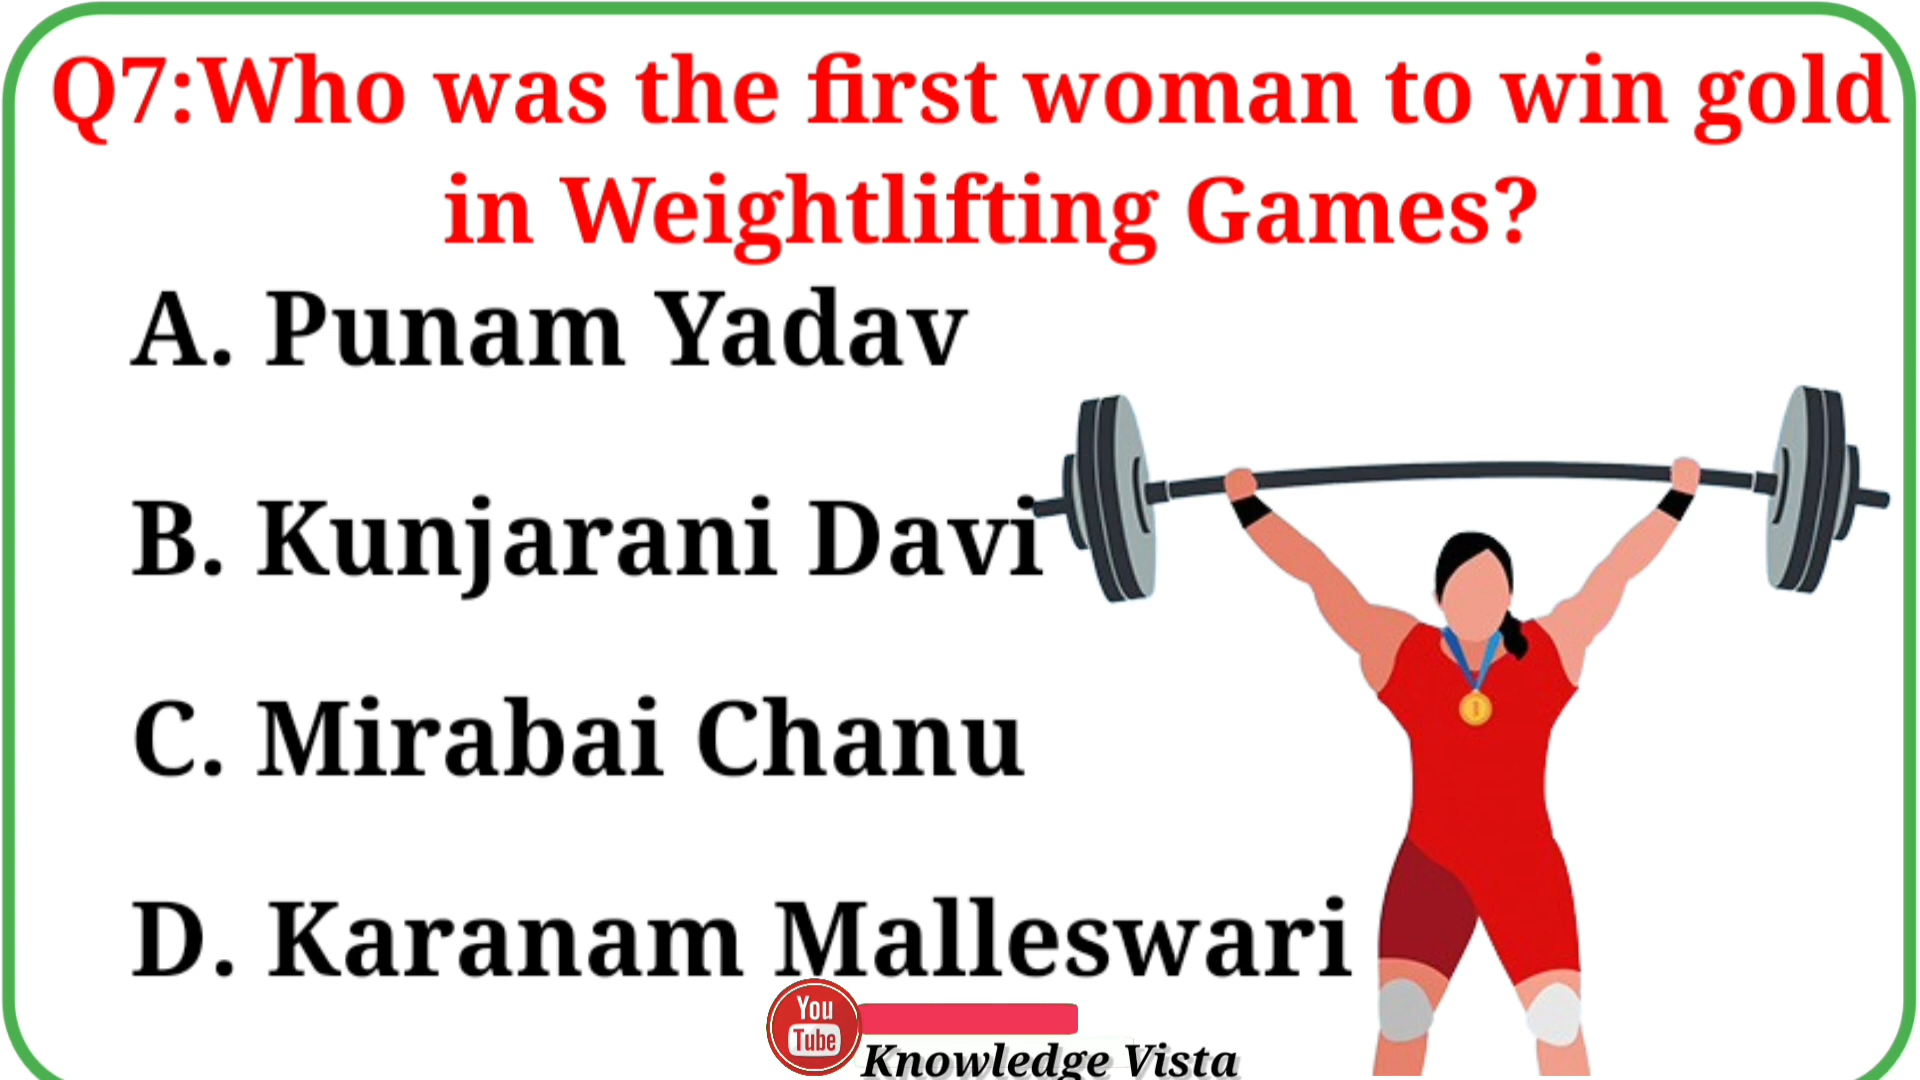 Q7:Who was the first woman to win gold
in Weightlifting Games?
A. Punam Yadav
B. Kunjarani Davi
C. Mirabai Chanu
D. Karanam Malleswari
You
Tube
Knowledge Vista